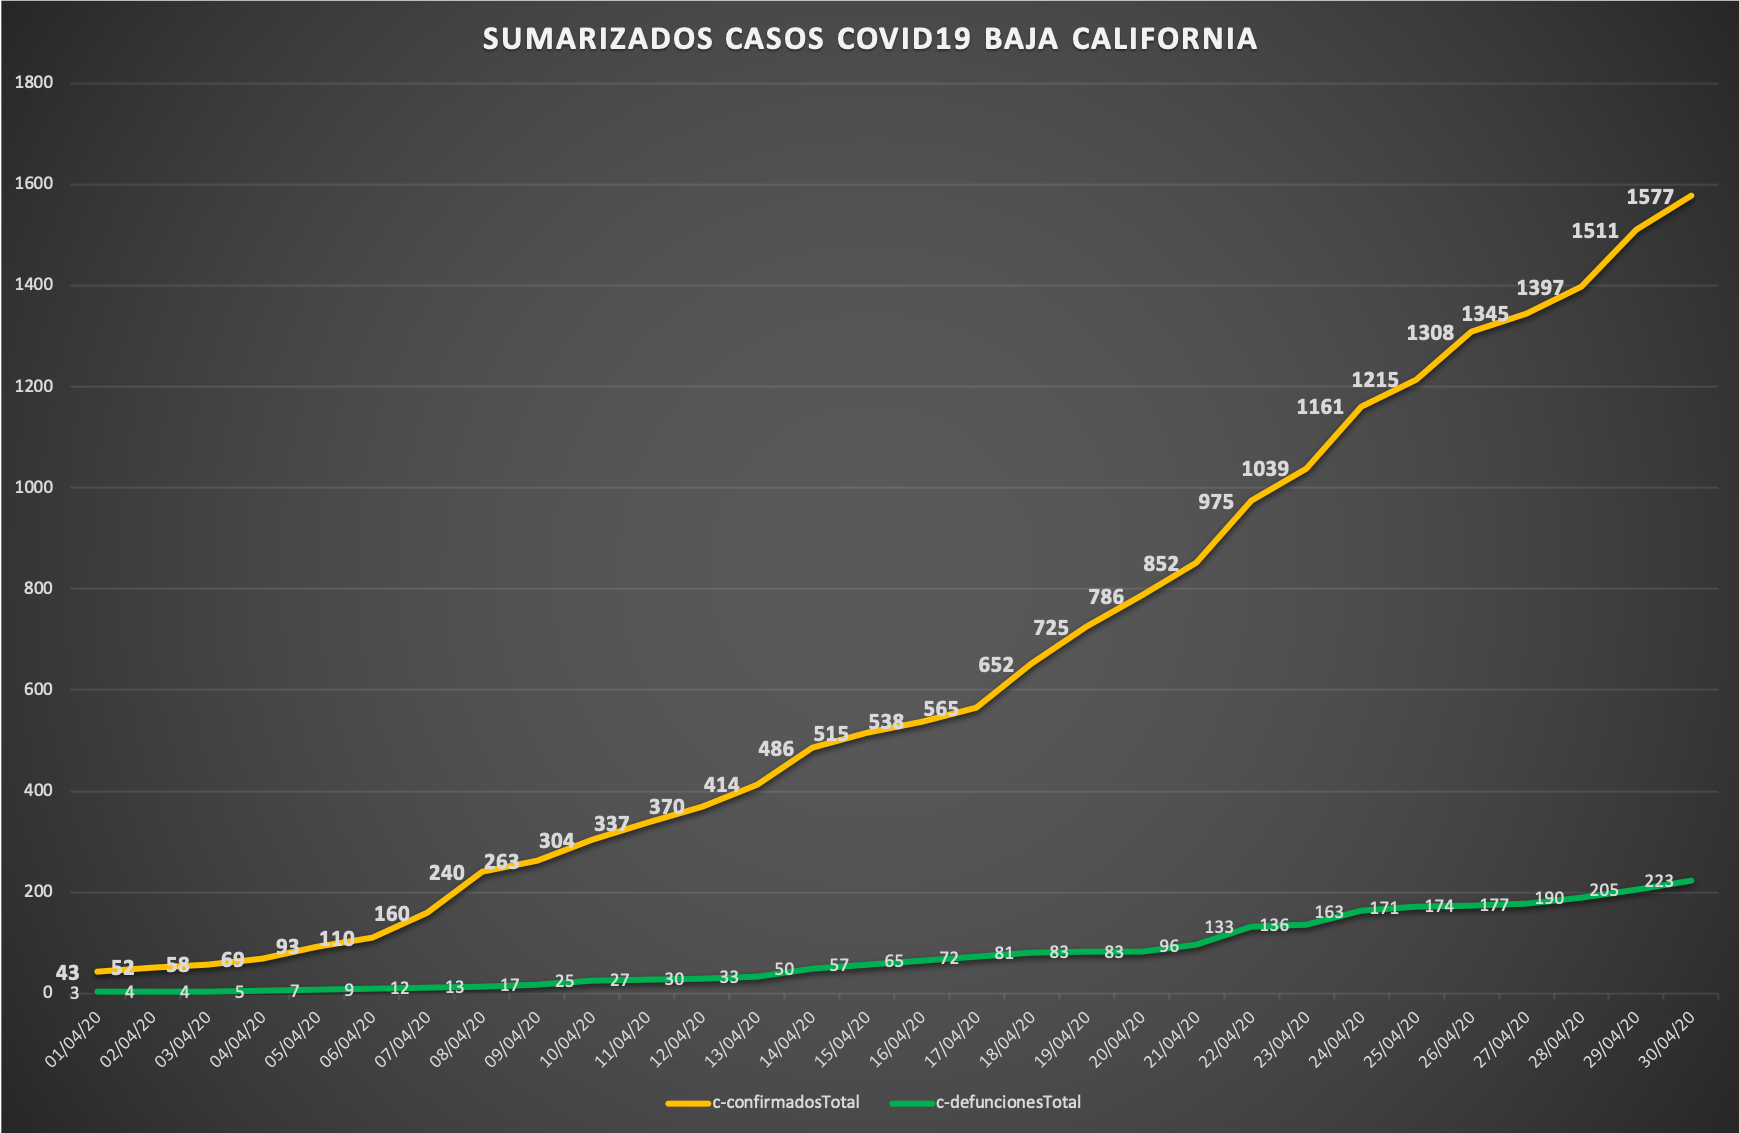 SUMARIZADOS CASOS COVID19 BAJA CALIFORNIA
1800
1600
1400
1200
1000
800
600
400
200
0
43 52 58 69 93 110 160 240 263 304 337 370 414 486 515 538 565 652 725 786 852 975 1039 1161 1215 1308 1345 1397 1511 1577
3 4 4 5 7 9 12 13 17 25 27 30 33 50 57 65 72 81 83 83 96 133 136 163 171 174 177 190 205 223
01/04/20 02/04/20 03/04/20 04/04/20 05/04/20 06/04/20 07/04/20 08/04/20 09/04/20 10/04/20 11/04/20 12/04/20 13/04/20 14/04/20 15/04/20 16/04/20 17/04/20 18/04/20 19/04/20 20/04/20 21/04/20 22/04/20 23/04/20 24/04/20 25/04/20 26/04/20 27/04/20 28/04/20 29/04/20 30/04/20
c-confirmadosTotal c-defuncionesTotal